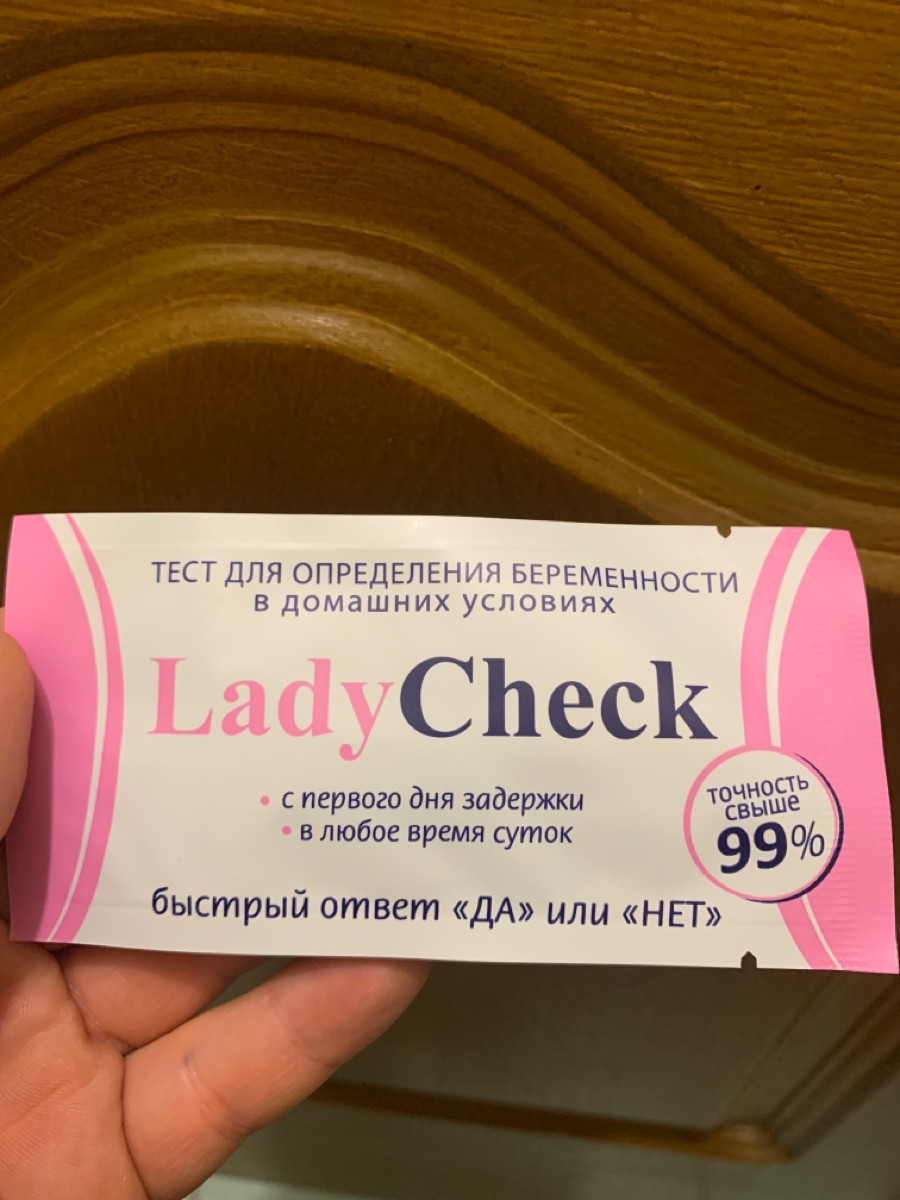 ТЕСТ ДЛЯ ОПРЕДЕЛЕНИЯ БЕРЕМЕННОСТИ
в домашних условиях
LadyCheck
• с первого дня задержки
• в любое время суток
точность
свыше
99%
быстрый ответ «ДА» или «НЕТ»